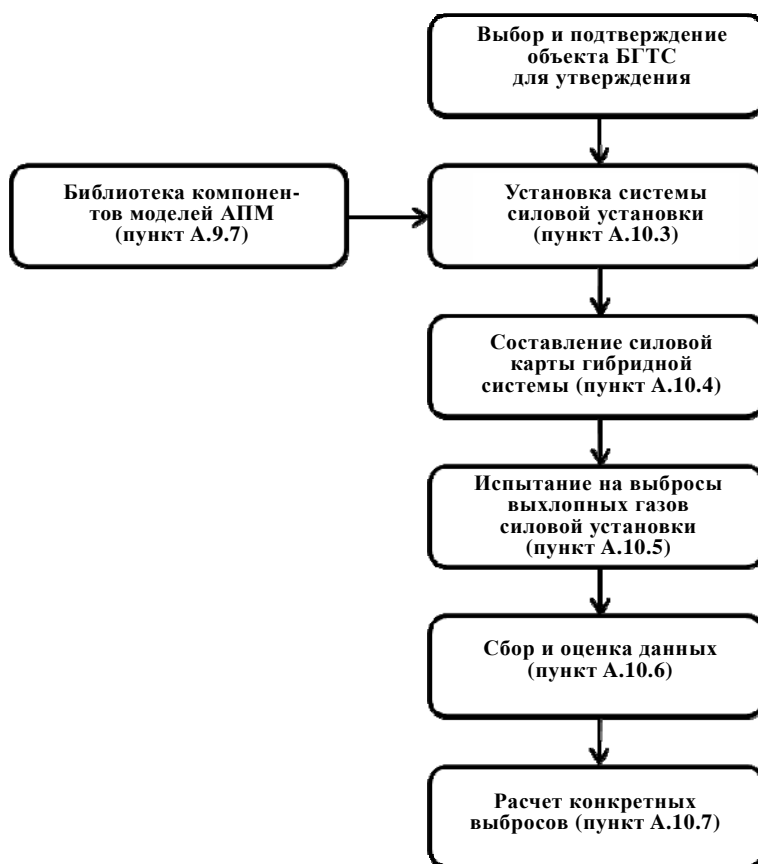 Выбор и подтверждение
объекта БГТС
для утверждения
Библиотека компонен-
тов моделей АПМ
(пункт А.9.7)
Установка системы
силовой установки
(пункт А.10.3)
Составление силовой
карты гибридной
системы (пункт А.10.4)
Испытание на выбросы
выхлопных газов
силовой установки
(пункт А.10.5)
Сбор и оценка данных
(пункт А.10.6)
Расчет конкретных
выбросов (пункт А.10.7)